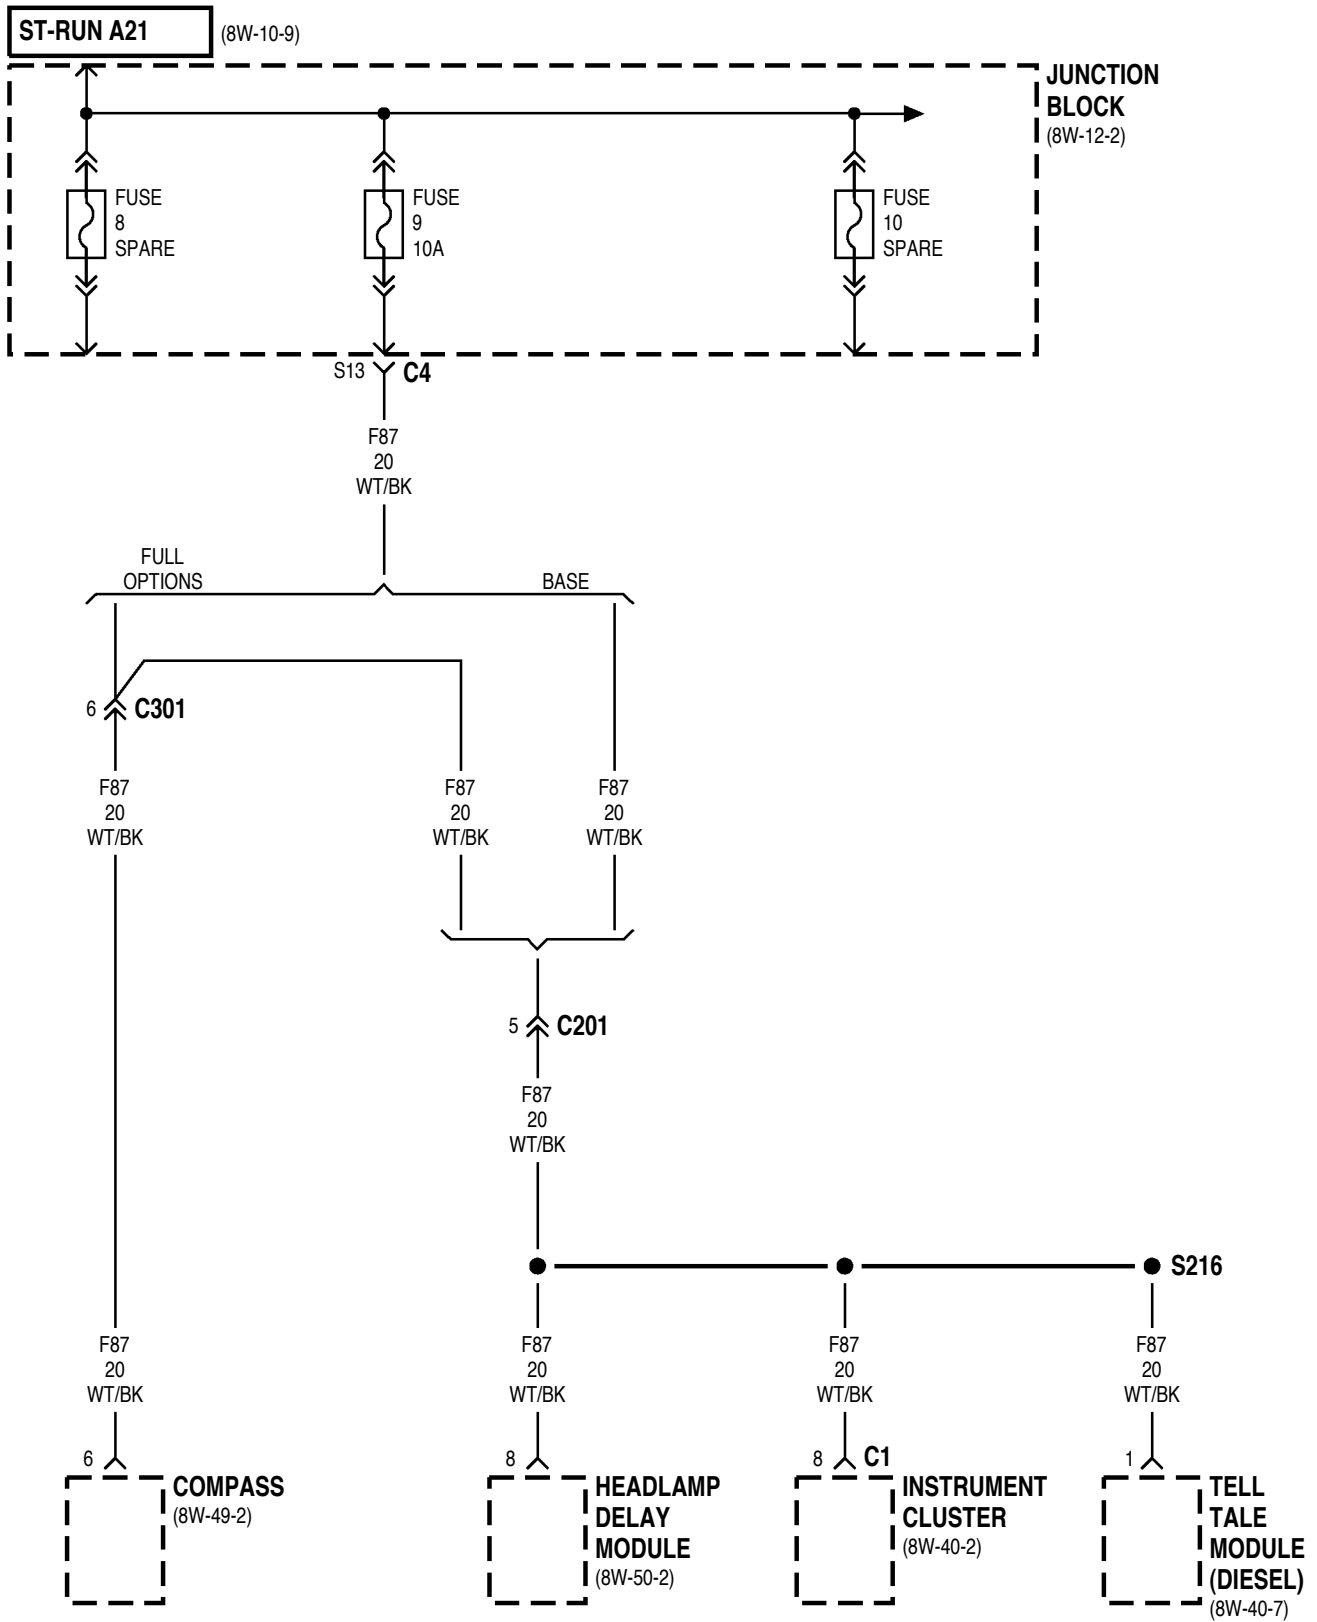 ST-RUN A21
(8W-10-9)
JUNCTION
BLOCK
(8W-12-2)
FUSE
8
SPARE
FUSE
9
10A
FUSE
10
SPARE
S13
C4
F87
20
WT/BK
FULL
OPTIONS
BASE
6
C301
F87
20
WT/BK
F87
20
WT/BK
F87
20
WT/BK
5
C201
F87
20
WT/BK
S216
F87
20
WT/BK
F87
20
WT/BK
F87
20
WT/BK
F87
20
WT/BK
6
COMPASS
(8W-49-2)
8
HEADLAMP
DELAY
MODULE
(8W-50-2)
8
C1
INSTRUMENT
CLUSTER
(8W-40-2)
1
TELL
TALE
MODULE
(DIESEL)
(8W-40-7)